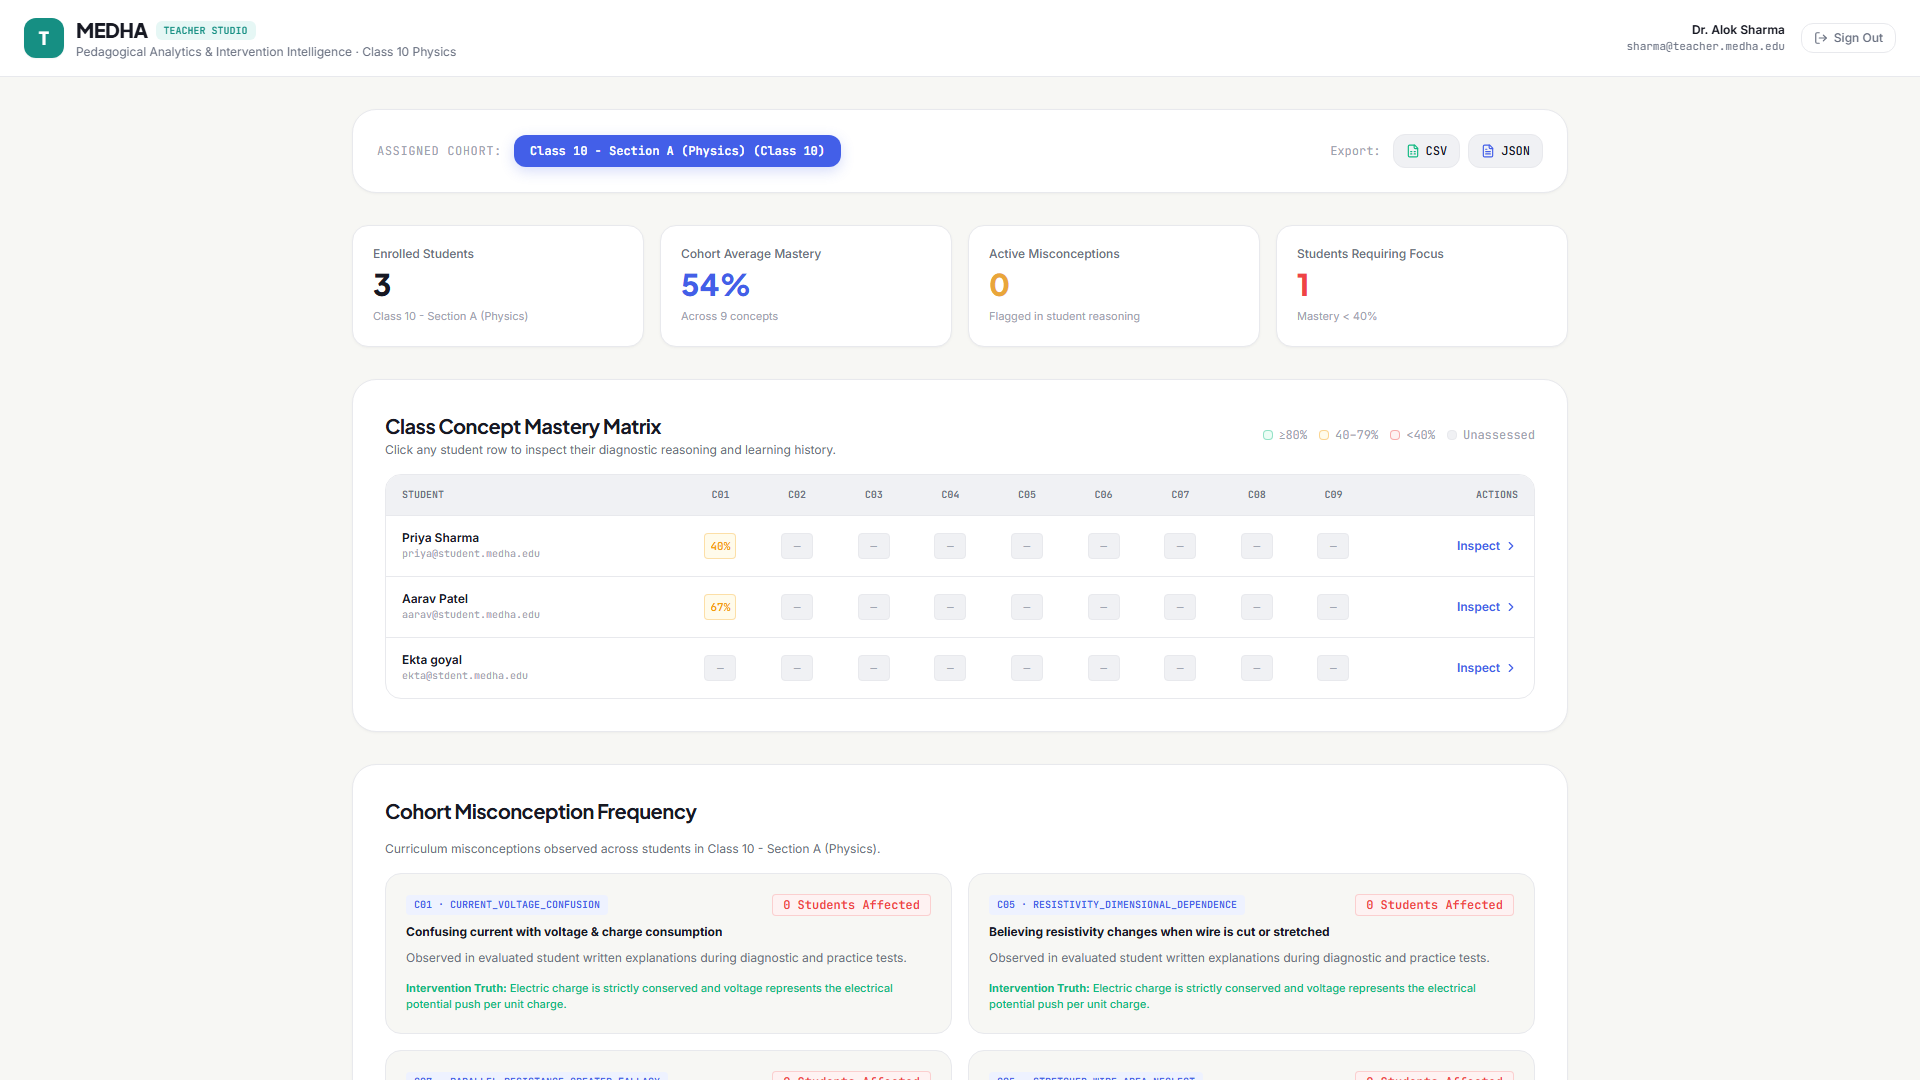 T
MEDHA TEACHER STUDIO
Pedagogical Analytics & Intervention Intelligence · Class 10 Physics
Dr. Alok Sharma
sharma@teacher.medha.edu
Sign Out
ASSIGNED COHORT: Class 10 - Section A (Physics) (Class 10)
Export: CSV JSON
Enrolled Students
3
Class 10 - Section A (Physics)
Cohort Average Mastery
54%
Across 9 concepts
Active Misconceptions
0
Flagged in student reasoning
Students Requiring Focus
1
Mastery < 40%
Class Concept Mastery Matrix
Click any student row to inspect their diagnostic reasoning and learning history.
≥80% 40–79% <40% Unassessed
STUDENT C01 C02 C03 C04 C05 C06 C07 C08 C09 ACTIONS
Priya Sharma
priya@student.medha.edu
40% — — — — — — — — Inspect
Aarav Patel
aarav@student.medha.edu
67% — — — — — — — — Inspect
Ekta goyal
ekta@stdent.medha.edu
— — — — — — — — — Inspect
Cohort Misconception Frequency
Curriculum misconceptions observed across students in Class 10 - Section A (Physics).
C01 · CURRENT_VOLTAGE_CONFUSION 0 Students Affected
Confusing current with voltage & charge consumption
Observed in evaluated student written explanations during diagnostic and practice tests.
Intervention Truth: Electric charge is strictly conserved and voltage represents the electrical
potential push per unit charge.
C05 · RESISTIVITY_DIMENSIONAL_DEPENDENCE 0 Students Affected
Believing resistivity changes when wire is cut or stretched
Observed in evaluated student written explanations during diagnostic and practice tests.
Intervention Truth: Electric charge is strictly conserved and voltage represents the electrical
potential push per unit charge.
0 Students Affected
0 Students Affected